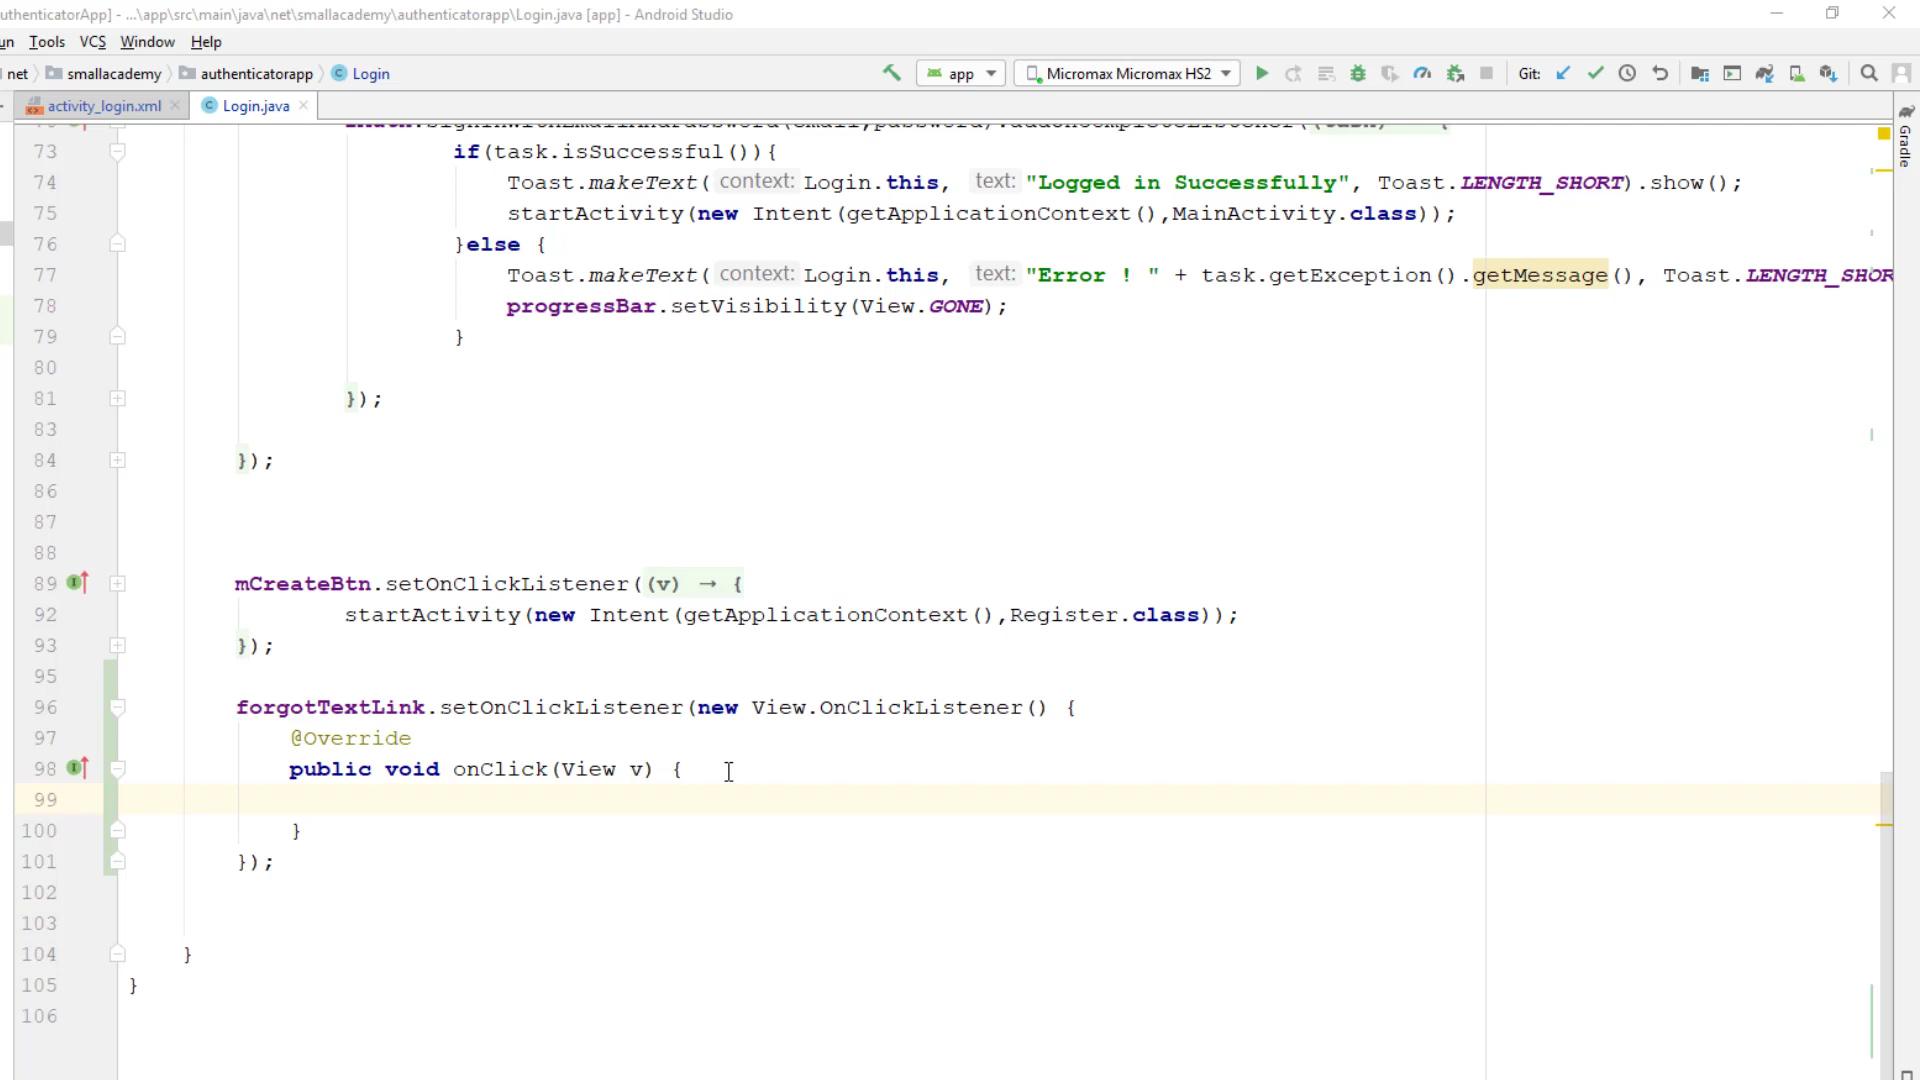 uthenticatorApp] - ...\app\src\main\java\net\smallacademy\authenticatorapp\Login.java [app] - Android Studio
un Tools VCS Window Help
net smallacademy authenticatorapp Login app Micromax Micromax HS2 Git:
activity_login.xml Login.java
Gradle
73 if(task.isSuccessful()){
74 Toast.makeText( context: Login.this, text: "Logged in Successfully", Toast.LENGTH_SHORT).show();
75 startActivity(new Intent(getApplicationContext(),MainActivity.class));
76 }else {
77 Toast.makeText( context: Login.this, text: "Error ! " + task.getException().getMessage(), Toast.LENGTH_SHOR
78 progressBar.setVisibility(View.GONE);
79 }
80
81 });
83
84 });
86
87
88
89 mCreateBtn.setOnClickListener((v) → {
92 startActivity(new Intent(getApplicationContext(),Register.class));
93 });
95
96 forgotTextLink.setOnClickListener(new View.OnClickListener() {
97 @Override
98 public void onClick(View v) {
99
100 }
101 });
102
103
104 }
105 }
106